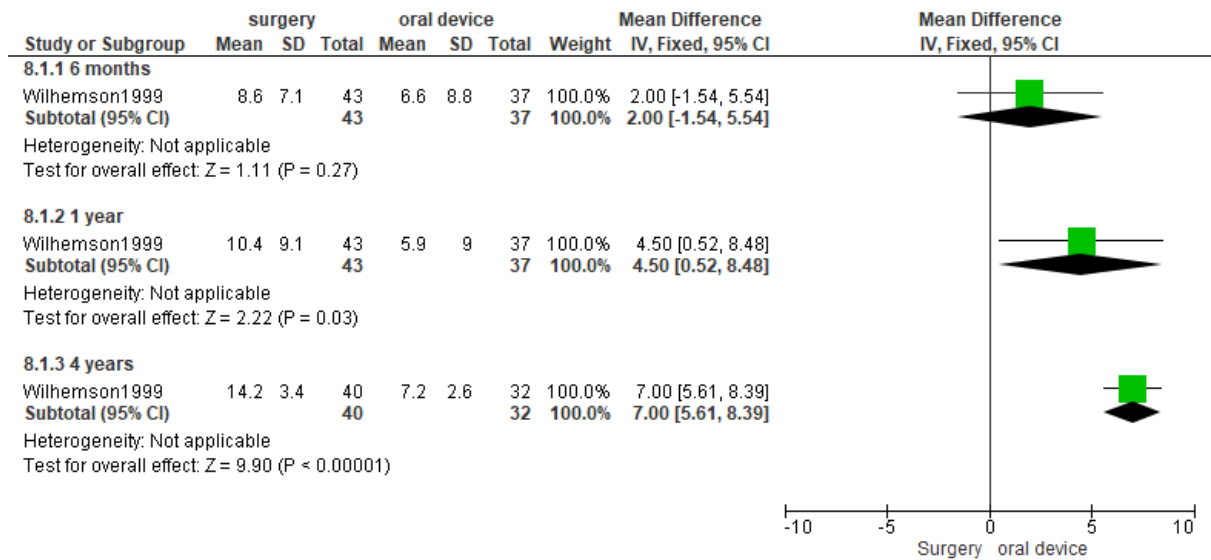 surgery oral device Mean Difference Mean Difference
Study or Subgroup Mean SD Total Mean SD Total Weight IV, Fixed, 95% CI IV, Fixed, 95% CI
8.1.1 6 months
Wilhemson1999 8.6 7.1 43 6.6 8.8 37 100.0% 2.00 [-1.54, 5.54]
Subtotal (95% CI) 43 37 100.0% 2.00 [-1.54, 5.54]
Heterogeneity: Not applicable
Test for overall effect: Z = 1.11 (P = 0.27)
8.1.2 1 year
Wilhemson1999 10.4 9.1 43 5.9 9 37 100.0% 4.50 [0.52, 8.48]
Subtotal (95% CI) 43 37 100.0% 4.50 [0.52, 8.48]
Heterogeneity: Not applicable
Test for overall effect: Z = 2.22 (P = 0.03)
8.1.3 4 years
Wilhemson1999 14.2 3.4 40 7.2 2.6 32 100.0% 7.00 [5.61, 8.39]
Subtotal (95% CI) 40 32 100.0% 7.00 [5.61, 8.39]
Heterogeneity: Not applicable
Test for overall effect: Z = 9.90 (P < 0.00001)
-10 -5 0 5 10
Surgery oral device